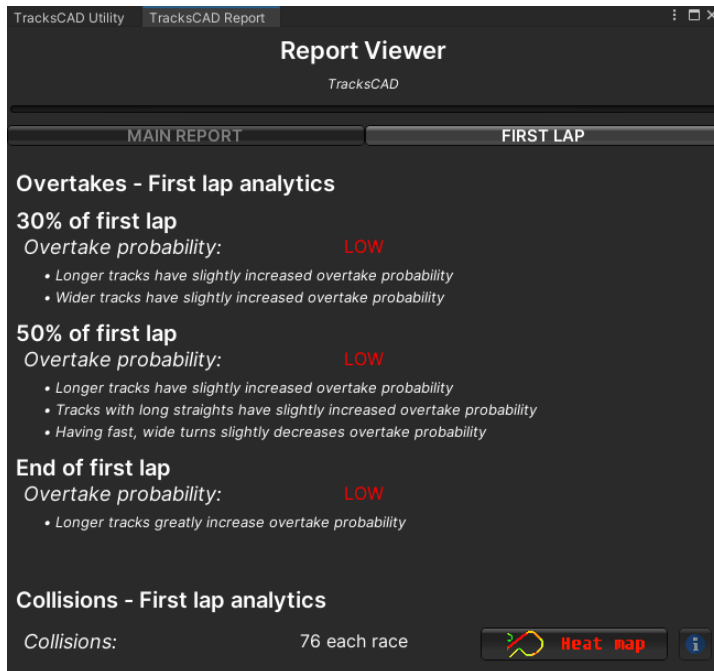 TracksCAD Utility TracksCAD Report
Report Viewer
TracksCAD
MAIN REPORT FIRST LAP
Overtakes - First lap analytics
30% of first lap
Overtake probability: LOW
• Longer tracks have slightly increased overtake probability
• Wider tracks have slightly increased overtake probability
50% of first lap
Overtake probability: LOW
• Longer tracks have slightly increased overtake probability
• Tracks with long straights have slightly increased overtake probability
• Having fast, wide turns slightly decreases overtake probability
End of first lap
Overtake probability: LOW
• Longer tracks greatly increase overtake probability
Collisions - First lap analytics
Collisions: 76 each race Heat map